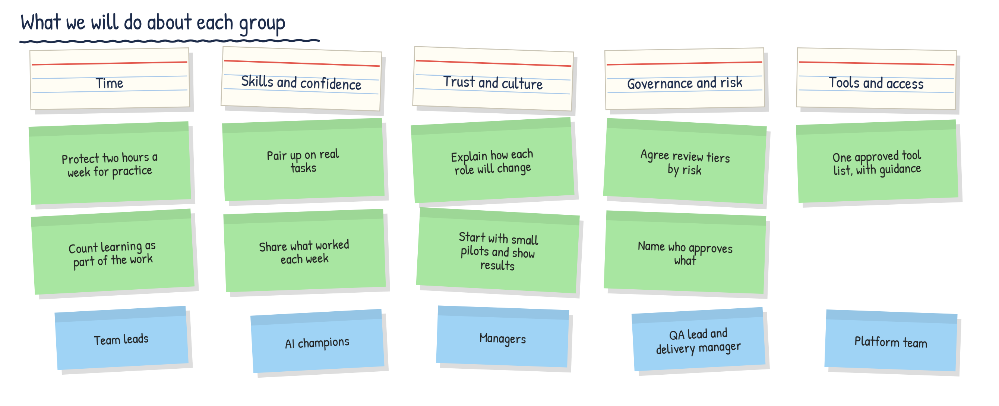 What we will do about each group
Time
Skills and confidence
Trust and culture
Governance and risk
Tools and access
Protect two hours a
week for practice
Pair up on real
tasks
Explain how each
role will change
Agree review tiers
by risk
One approved tool
list, with guidance
Count learning as
part of the work
Share what worked
each week
Start with small
pilots and show
results
Name who approves
what
Team leads
AI champions
Managers
QA lead and
delivery manager
Platform team